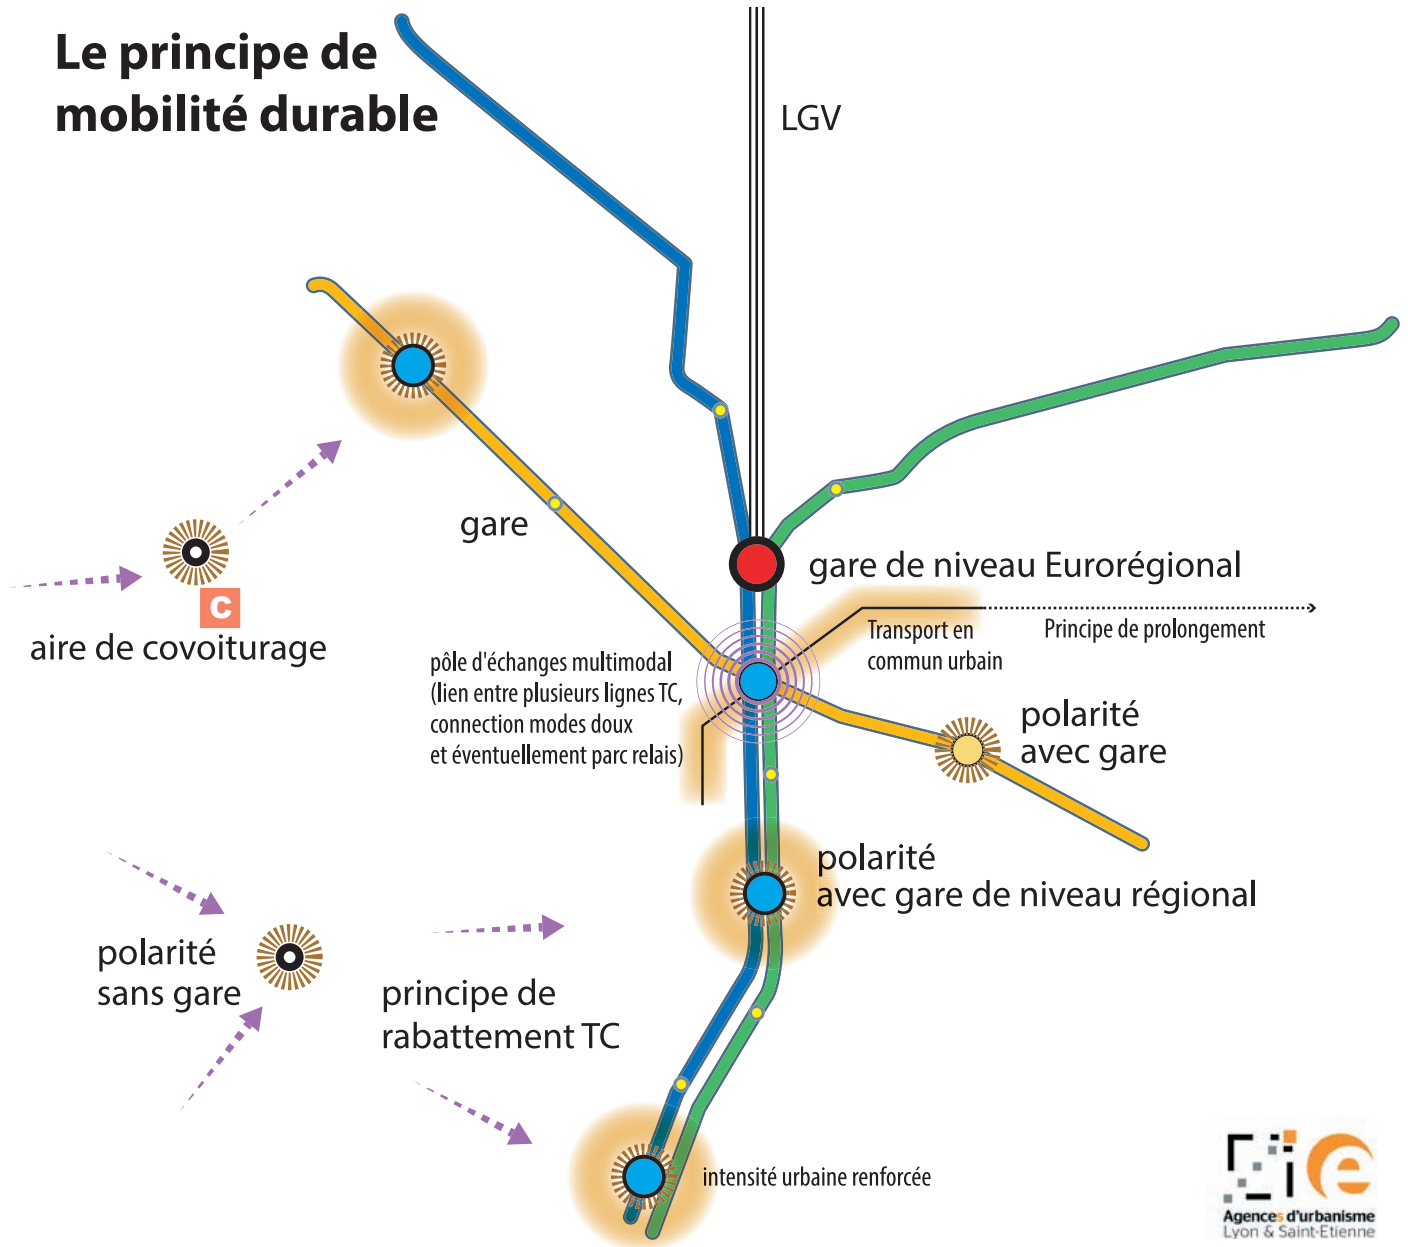 Le principe de
mobilité durable
LGV
gare
gare de niveau Eurorégional
C
aire de covoiturage
Transport en
commun urbain
Principe de prolongement
pôle d'échanges multimodal
(lien entre plusieurs lignes TC,
connection modes doux
et éventuellement parc relais)
polarité
avec gare
polarité
avec gare de niveau régional
polarité
sans gare
principe de
rabattement TC
intensité urbaine renforcée
Agences d'urbanisme
Lyon & Saint-Etienne